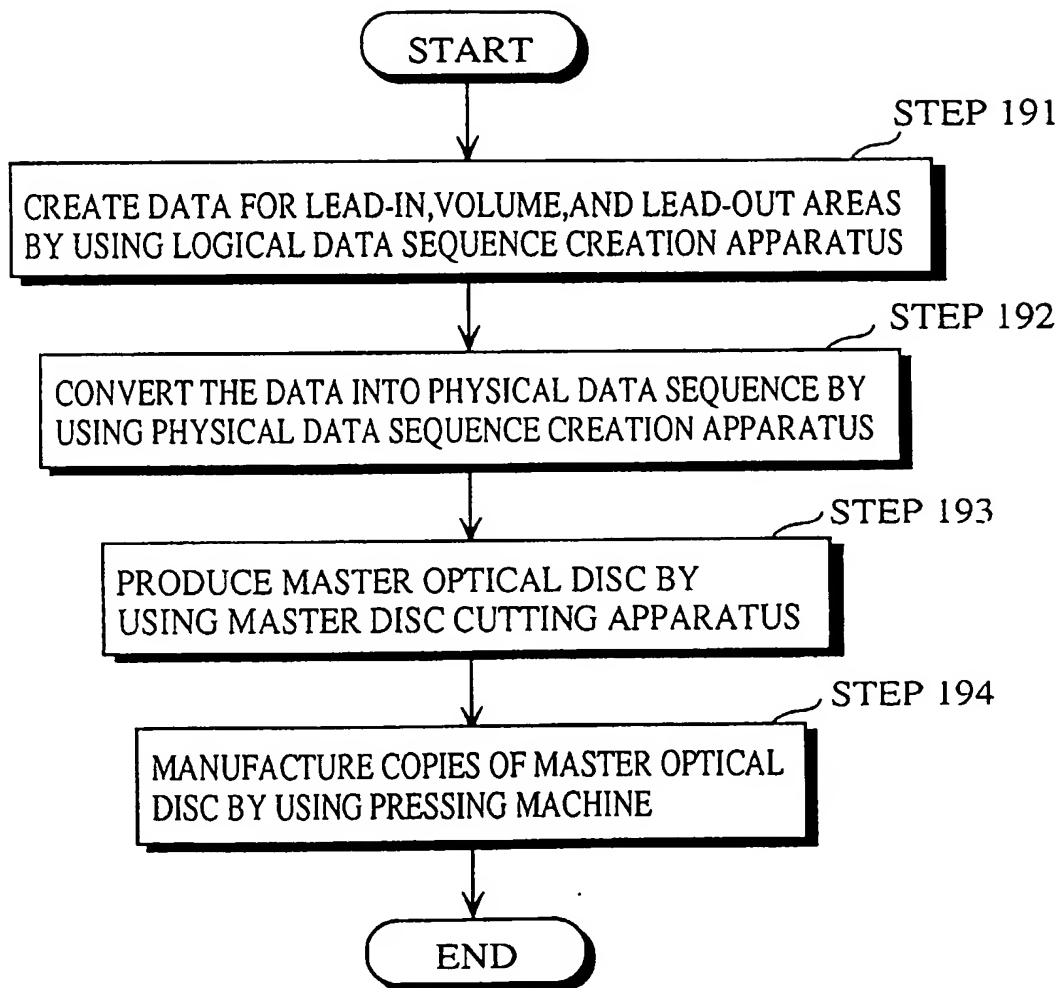 START
STEP 191
CREATE DATA FOR LEAD-IN,VOLUME,AND LEAD-OUT AREAS
BY USING LOGICAL DATA SEQUENCE CREATION APPARATUS
STEP 192
CONVERT THE DATA INTO PHYSICAL DATA SEQUENCE BY
USING PHYSICAL DATA SEQUENCE CREATION APPARATUS
STEP 193
PRODUCE MASTER OPTICAL DISC BY
USING MASTER DISC CUTTING APPARATUS
STEP 194
MANUFACTURE COPIES OF MASTER OPTICAL
DISC BY USING PRESSING MACHINE
END